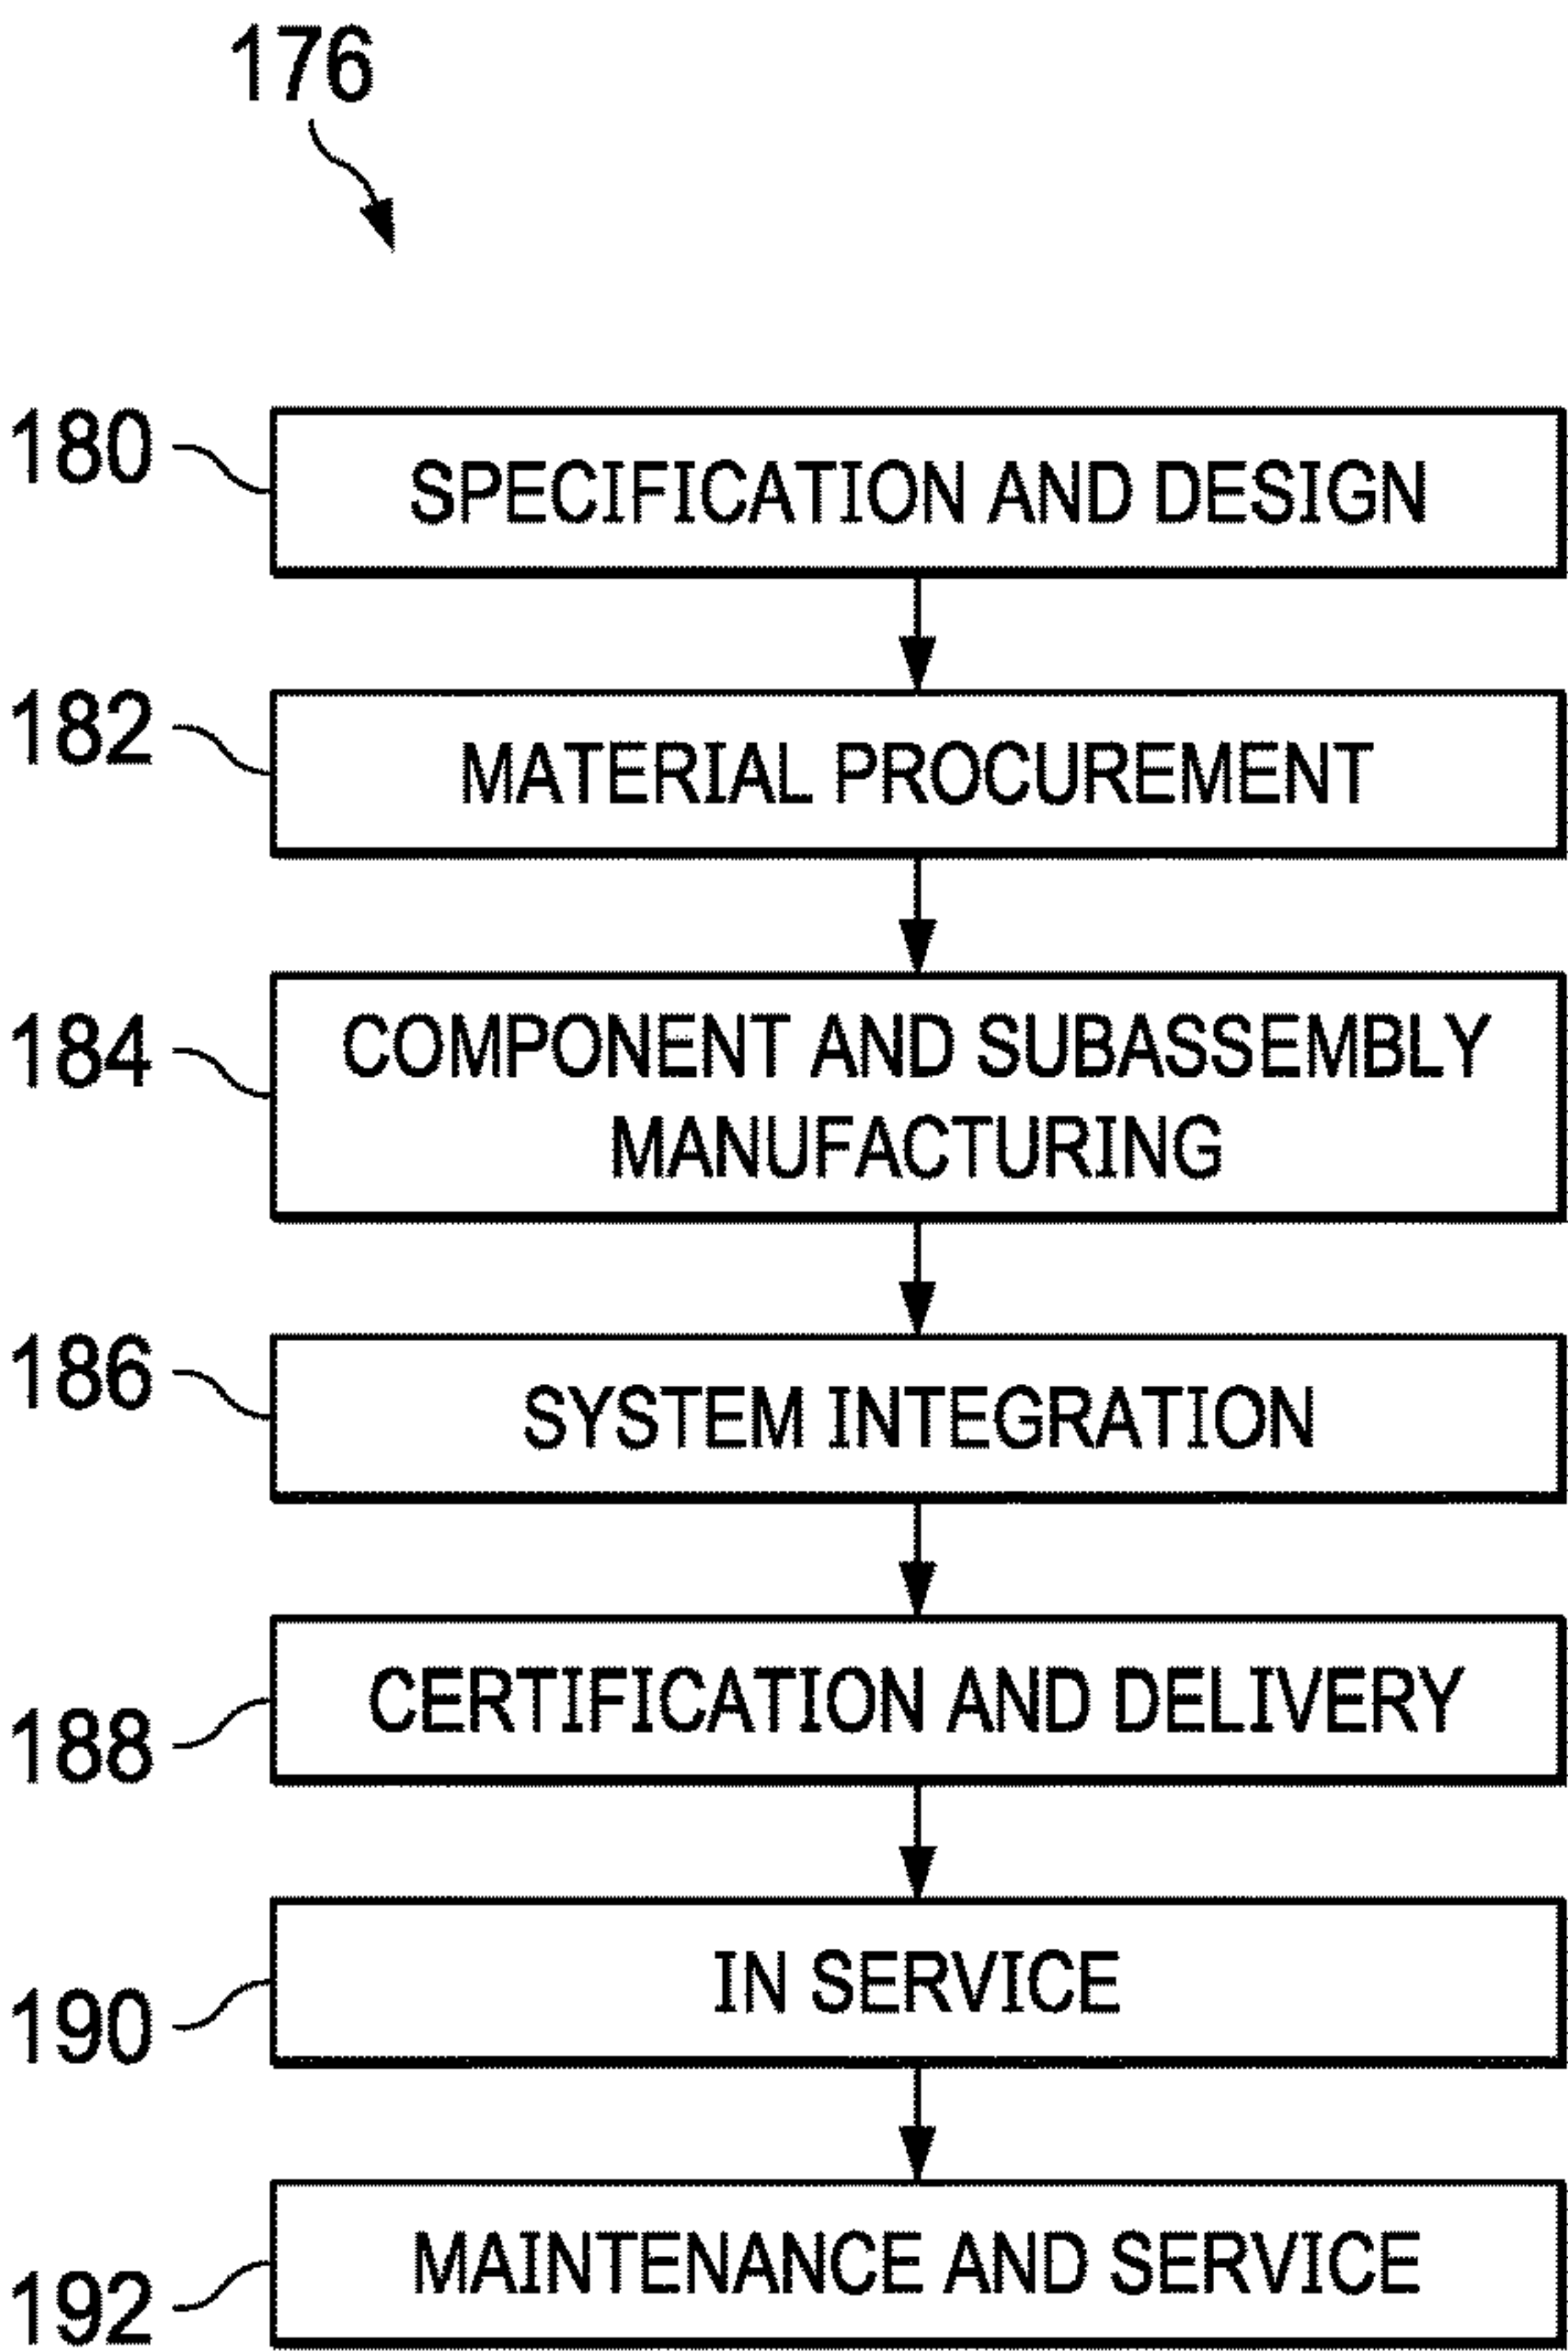 176
180 SPECIFICATION AND DESIGN
182 MATERIAL PROCUREMENT
184 COMPONENT AND SUBASSEMBLY
MANUFACTURING
186 SYSTEM INTEGRATION
188 CERTIFICATION AND DELIVERY
190 IN SERVICE
192 MAINTENANCE AND SERVICE